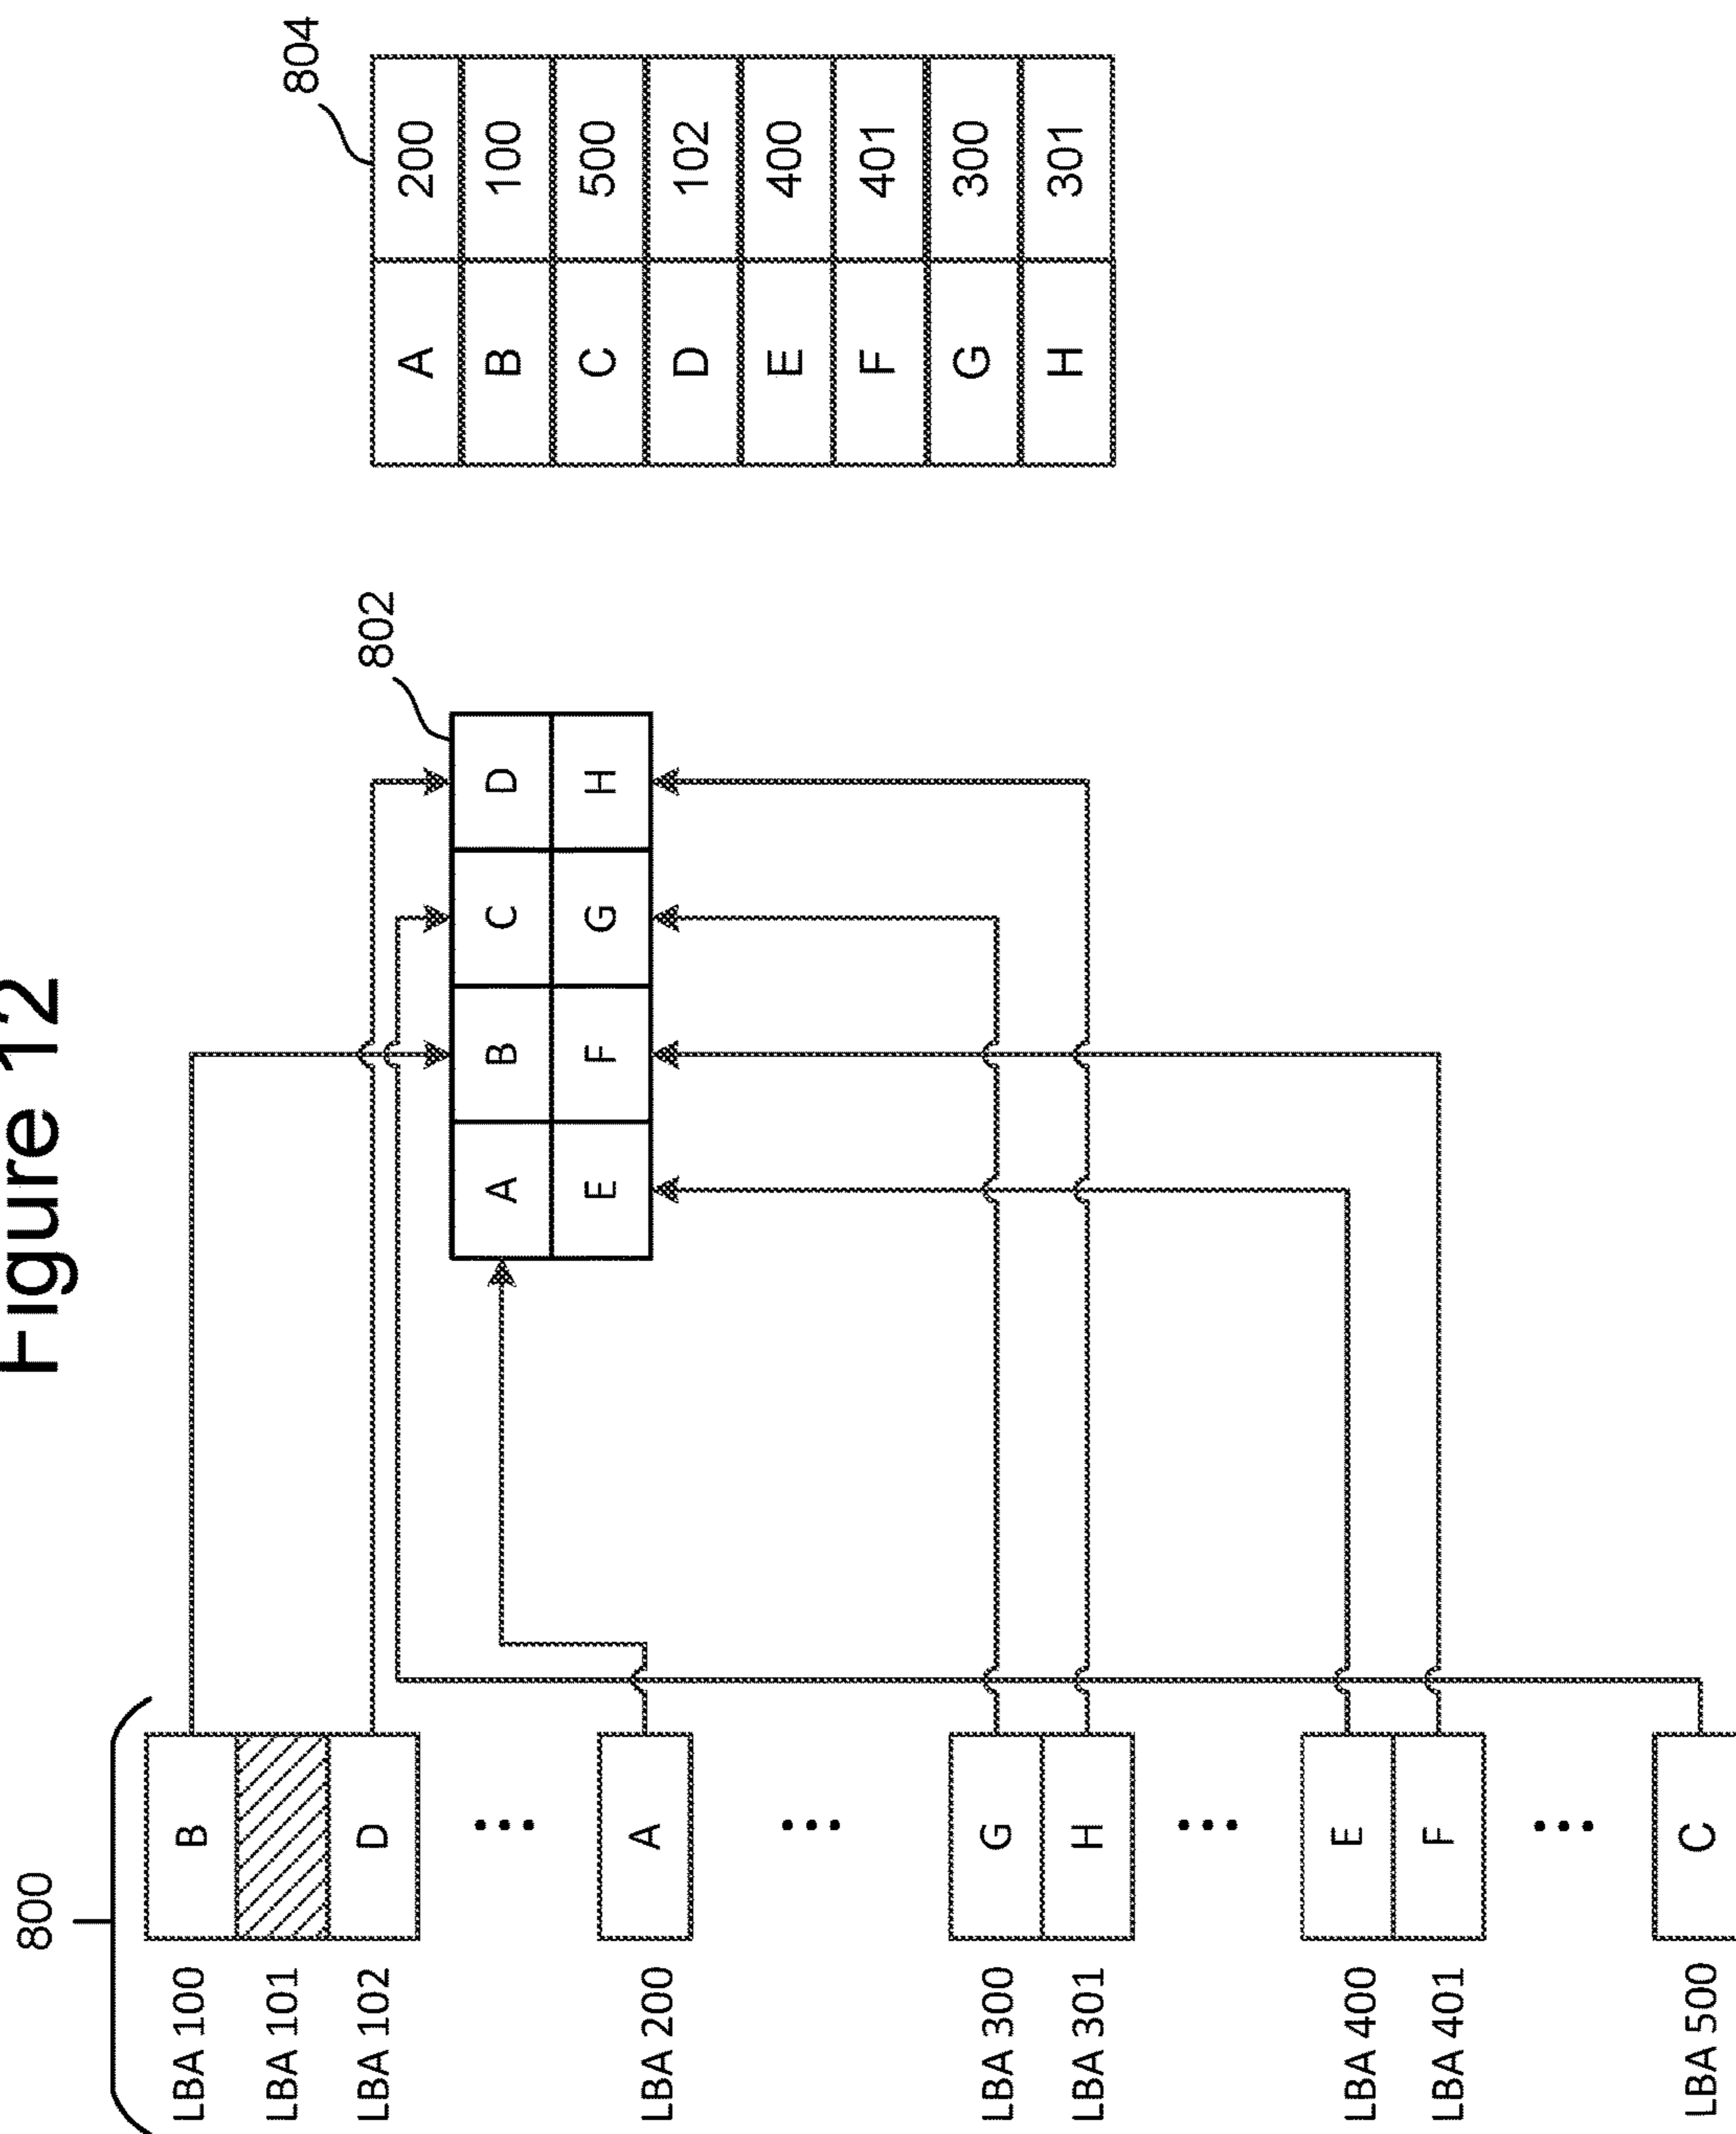 Figure 12
800
LBA 100 B
LBA 101
LBA 102 D
LBA 200 A
LBA 300 G
LBA 301 H
LBA 400 E
LBA 401 F
LBA 500 C
802
A B C D
E F G H
804
A 200
B 100
C 500
D 102
E 400
F 401
G 300
H 301